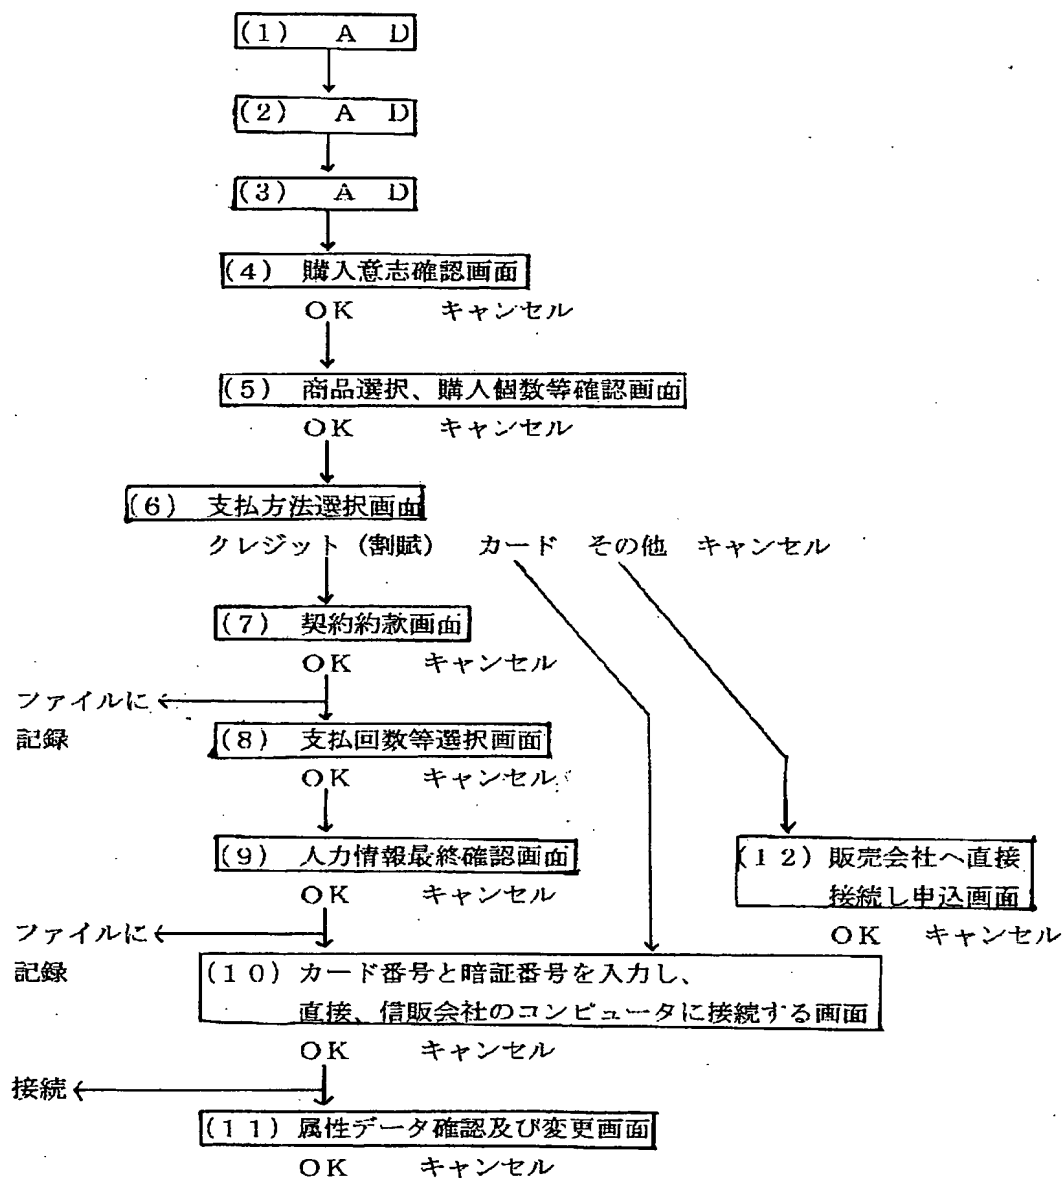 (1) A D
(2) A D
(3) A D
(4) 購入意志確認画面
OK キャンセル
(5) 商品選択、購入個数等確認画面
OK キャンセル
(6) 支払方法選択画面
クレジット(割賦) カード その他 キャンセル
(7) 契約約款画面
OK キャンセル
ファイルに
記録
(8) 支払回数等選択画面
OK キャンセル
(9) 入力情報最終確認画面
OK キャンセル
(12) 販売会社へ直接
接続し申込画面
OK キャンセル
ファイルに
記録
(10) カード番号と暗証番号を入力し、
直接、信販会社のコンピュータに接続する画面
OK キャンセル
接続
(11) 属性データ確認及び変更画面
OK キャンセル